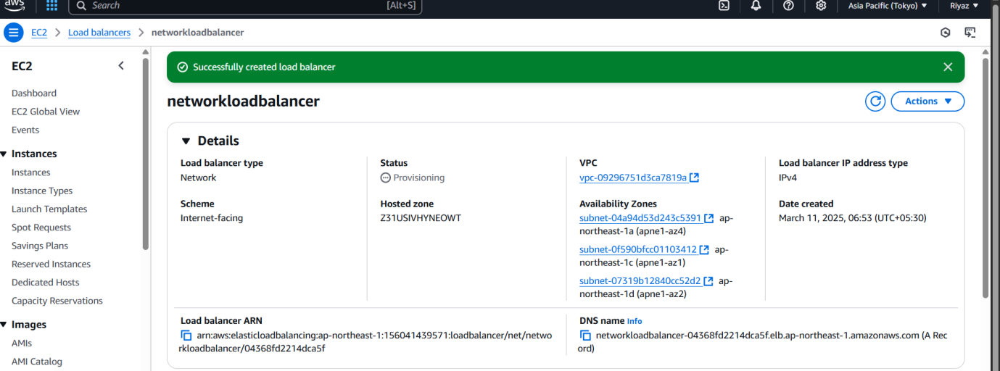 aws
Search
[Alt+S]
Asia Pacific (Tokyo)
Riyaz
EC2
Load balancers
networkloadbalancer
EC2
Dashboard
EC2 Global View
Events
Instances
Instances
Instance Types
Launch Templates
Spot Requests
Savings Plans
Reserved Instances
Dedicated Hosts
Capacity Reservations
Images
AMIs
AMI Catalog
Successfully created load balancer
networkloadbalancer
Actions
Details
Load balancer type
Network
Status
Provisioning
VPC
vpc-09296751d3ca7819a
Load balancer IP address type
IPv4
Scheme
Internet-facing
Hosted zone
Z31USIVHYNEOWT
Availability Zones
subnet-04a94d53d243c5391 ap-
northeast-1a (apne1-az4)
subnet-0f590bfcc01103412 ap-
northeast-1c (apne1-az1)
subnet-07319b12840cc52d2 ap-
northeast-1d (apne1-az2)
Date created
March 11, 2025, 06:53 (UTC+05:30)
Load balancer ARN
arn:aws:elasticloadbalancing:ap-northeast-1:156041439571:loadbalancer/net/netwo
rkloadbalancer/04368fd2214dca5f
DNS name Info
networkloadbalancer-04368fd2214dca5f.elb.ap-northeast-1.amazonaws.com (A Rec
ord)